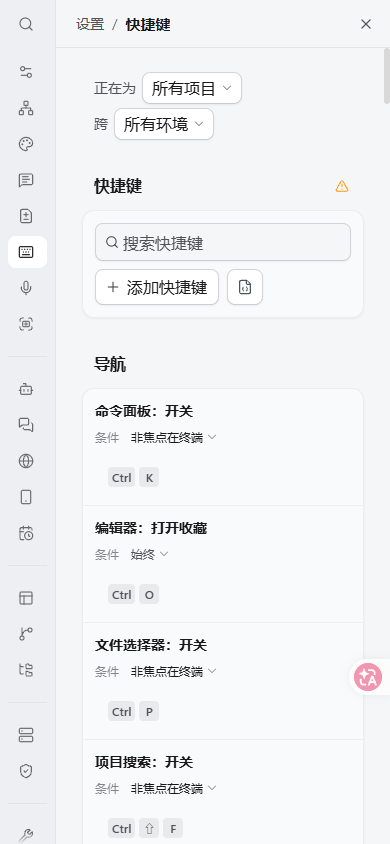 设置 / 快捷键
正在为 所有项目
跨 所有环境
快捷键
搜索快捷键
添加快捷键
导航
命令面板：开关
条件 非焦点在终端
Ctrl K
编辑器：打开收藏
条件 始终
Ctrl O
文件选择器：开关
条件 非焦点在终端
Ctrl P
项目搜索：开关
条件 非焦点在终端
Ctrl ⇧ F